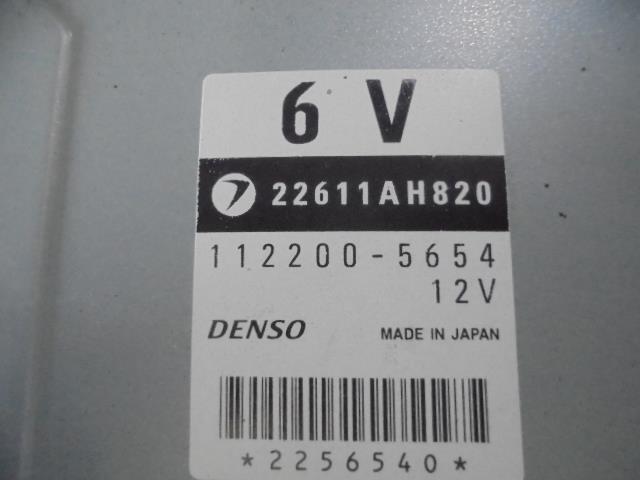 6 V
22611AH820
112200-5654
12V
DENSO MADE IN JAPAN
*2256540*